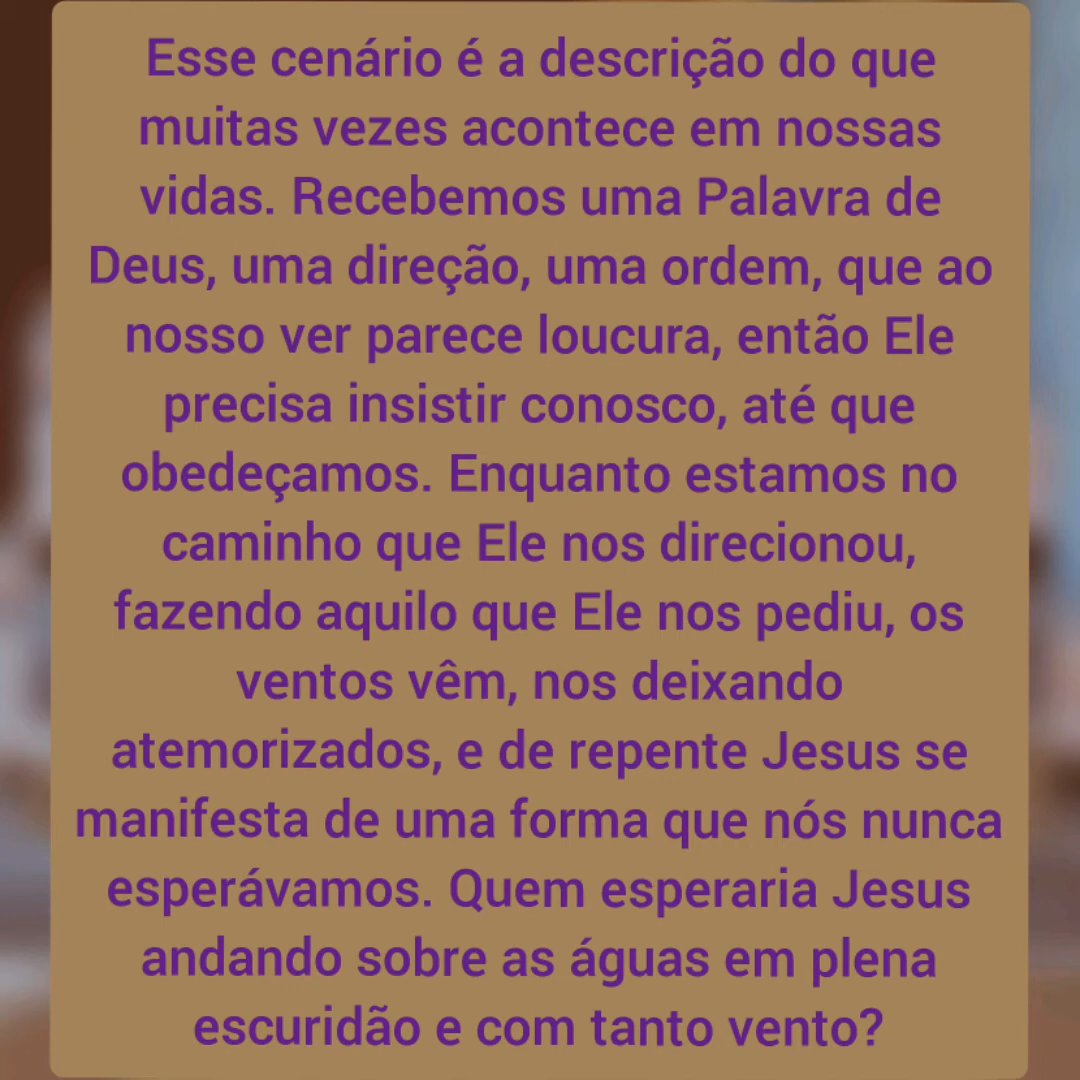 Esse cenário é a descrição do que
muitas vezes acontece em nossas
vidas. Recebemos uma Palavra de
Deus, uma direção, uma ordem, que ao
nosso ver parece loucura, então Ele
precisa insistir conosco, até que
obedeçamos. Enquanto estamos no
caminho que Ele nos direcionou,
fazendo aquilo que Ele nos pediu, os
ventos vêm, nos deixando
atemorizados, e de repente Jesus se
manifesta de uma forma que nós nunca
esperávamos. Quem esperaria Jesus
andando sobre as águas em plena
escuridão e com tanto vento?